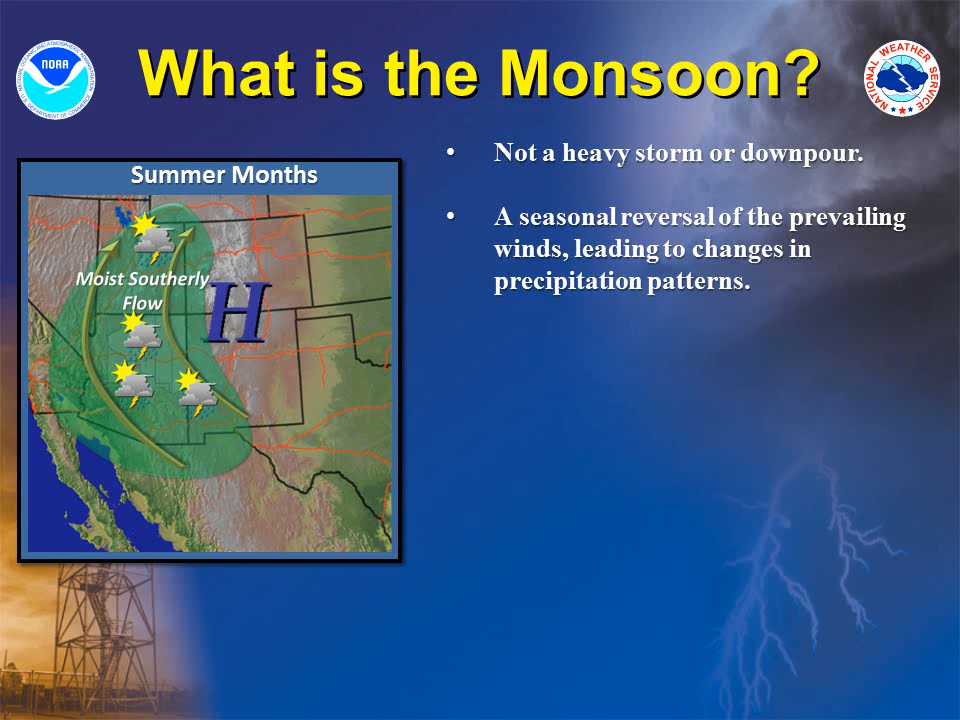 What is the Monsoon?
NOAA
NATIONAL WEATHER SERVICE
Summer Months
Moist Southerly
Flow
H
• Not a heavy storm or downpour.
• A seasonal reversal of the prevailing
winds, leading to changes in
precipitation patterns.